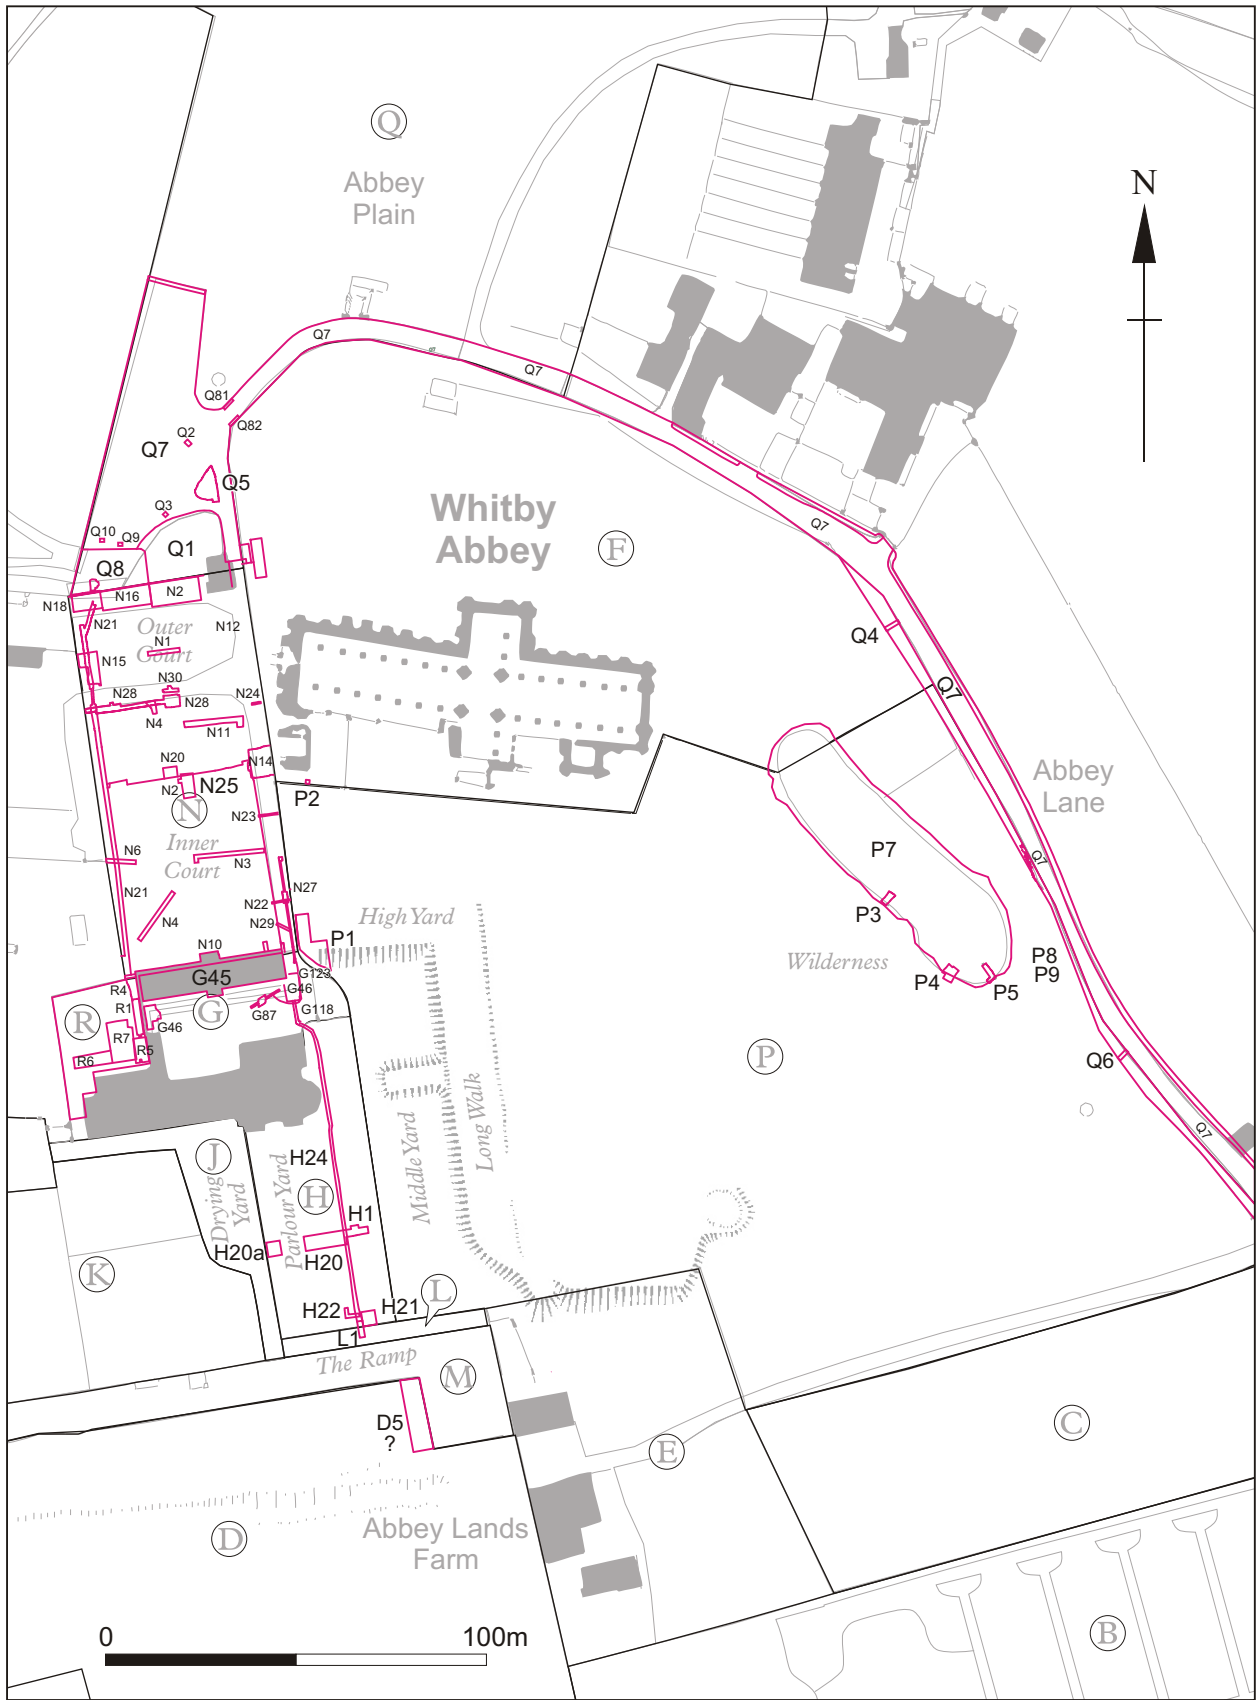 Q
Abbey
Plain
N
Q7
Q7
Q81
Q82
Q2
Q7
Q5
Q3
Q10
Q9
Q1
Q8
Whitby
Abbey
F
Q7
N18
N16
N2
N21
Outer
Court
N12
N1
N15
N30
N28
N28
N24
N4
N11
Q4
Q7
N20
N14
N2
N25
P2
N
Abbey
Lane
N23
Inner
Court
N6
N3
P7
Q7
N21
N27
N22
N4
N29
High Yard
P3
P1
N10
Wilderness
P8
P9
P4
P5
G45
G123
G46
R4
R1
G
G87
G118
R
G46
R7
R5
R6
P
Q6
Long Walk
Middle Yard
Q7
J
H24
Drying
Yard
Parlour Yard
H
H1
H20a
H20
K
L
H22
H21
L1
The Ramp
M
D5
?
C
E
D
Abbey Lands
Farm
B
0
100m